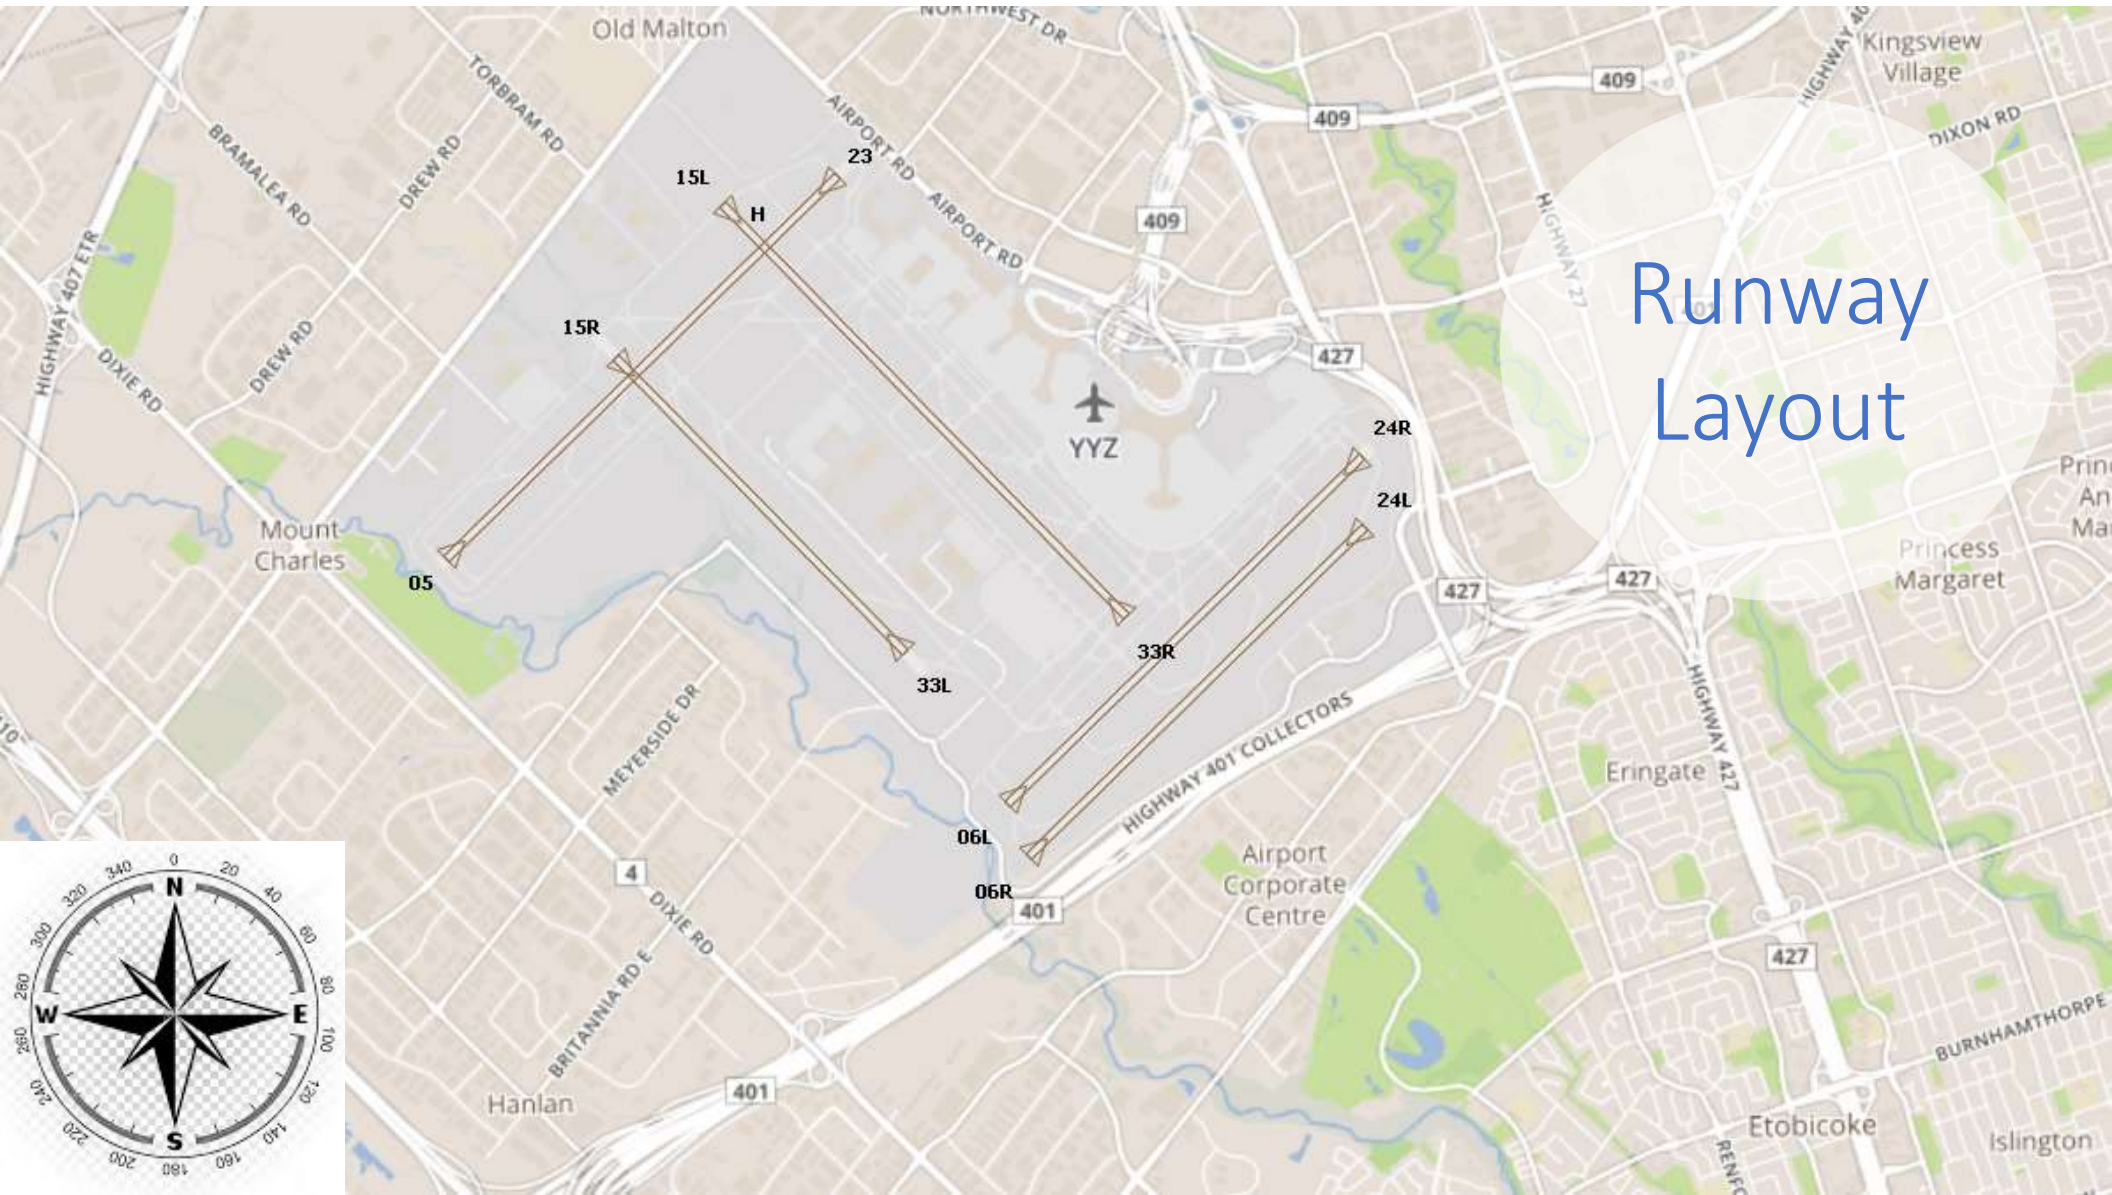 Runway
Layout
Old Malton
NORTHWEST DR
TORBRAM RD
AIRPORT RD
AIRPORT RD
BRAMALEA RD
DREW RD
DREW RD
HIGHWAY 407 ETR
DIXIE RD
409
409
409
Kingsview
Village
DIXON RD
HIGHWAY 27
15L
H
23
15R
YYZ
427
24R
24L
Mount
Charles
05
33L
33R
427
427
Princess
Margaret
MEYERSIDE DR
HIGHWAY 401 COLLECTORS
HIGHWAY 427
Eringate
06L
06R
401
4
DIXIE RD
Airport
Corporate
Centre
BRITANNIA RD E
427
Hanlan
401
BURNHAMTHORPE
Etobicoke
Islington
0
20
40
60
80
100
120
140
160
180
200
220
240
260
280
300
320
340
N
E
S
W